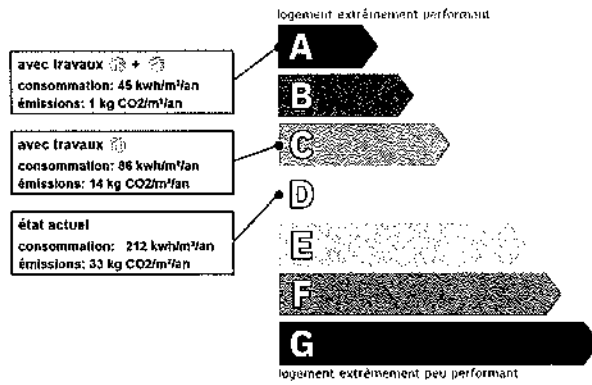 logement extrêmement performant
A
avec travaux +
consommation: 45 kwh/m²/an
émissions: 1 kg CO2/m²/an
B
avec travaux
consommation: 86 kwh/m²/an
émissions: 14 kg CO2/m²/an
C
D
état actuel
consommation: 212 kwh/m²/an
émissions: 33 kg CO2/m²/an
E
F
G
logement extrêmement peu performant